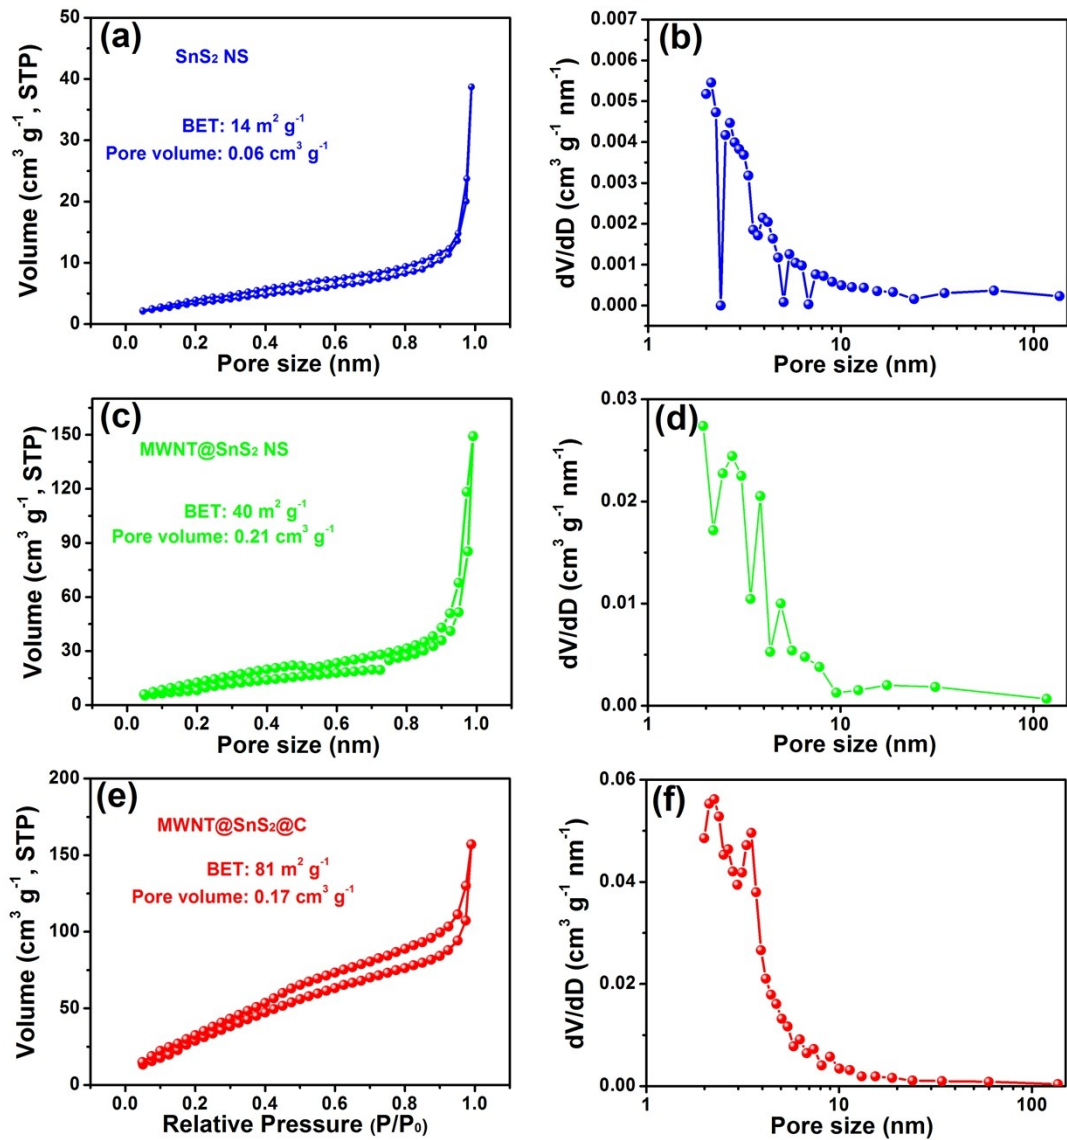 (a)
SnS₂ NS
BET: 14 m² g⁻¹
Pore volume: 0.06 cm³ g⁻¹
Volume (cm³ g⁻¹, STP)
50
40
30
20
10
0
0.0 0.2 0.4 0.6 0.8 1.0
Pore size (nm)
(b)
dV/dD (cm³ g⁻¹ nm⁻¹)
0.007
0.006
0.005
0.004
0.003
0.002
0.001
0.000
1 10 100
Pore size (nm)
(c)
MWNT@SnS₂ NS
BET: 40 m² g⁻¹
Pore volume: 0.21 cm³ g⁻¹
Volume (cm³ g⁻¹, STP)
150
120
90
60
30
0
0.0 0.2 0.4 0.6 0.8 1.0
Pore size (nm)
(d)
dV/dD (cm³ g⁻¹ nm⁻¹)
0.03
0.02
0.01
0.00
1 10 100
Pore size (nm)
(e)
MWNT@SnS₂@C
BET: 81 m² g⁻¹
Pore volume: 0.17 cm³ g⁻¹
Volume (cm³ g⁻¹, STP)
200
150
100
50
0
0.0 0.2 0.4 0.6 0.8 1.0
Relative Pressure (P/P₀)
(f)
dV/dD (cm³ g⁻¹ nm⁻¹)
0.06
0.04
0.02
0.00
1 10 100
Pore size (nm)